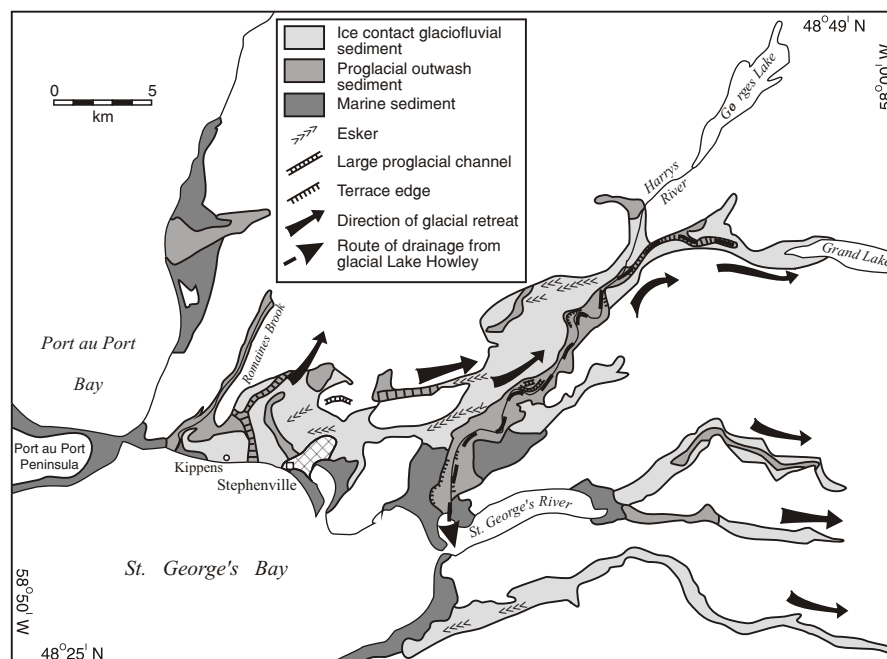 Ice contact glaciofluvial
sediment
Proglacial outwash
sediment
Marine sediment
Esker
Large proglacial channel
Terrace edge
Direction of glacial retreat
Route of drainage from
glacial Lake Howley
0 5
km
48°49' N
58°00' W
Georges Lake
Harrys
River
Grand Lake
Romaines Brook
Port au Port
Bay
Port au Port
Peninsula
Kippens
Stephenville
St. George's River
St. George's Bay
58°50' W
48°25' N